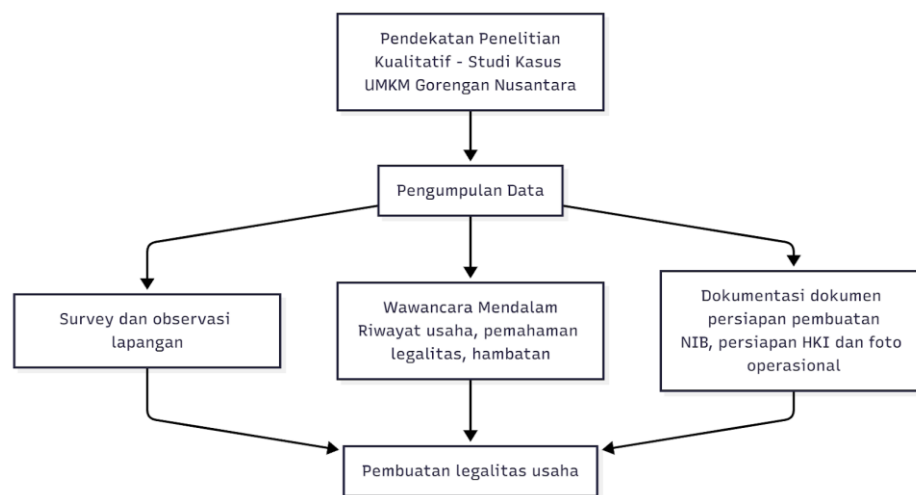 Pendekatan Penelitian
Kualitatif - Studi Kasus
UMKM Gorengan Nusantara
Pengumpulan Data
Survey dan observasi
lapangan
Wawancara Mendalam
Riwayat usaha, pemahaman
legalitas, hambatan
Dokumentasi dokumen
persiapan pembuatan
NIB, persiapan HKI dan foto
operasional
Pembuatan legalitas usaha